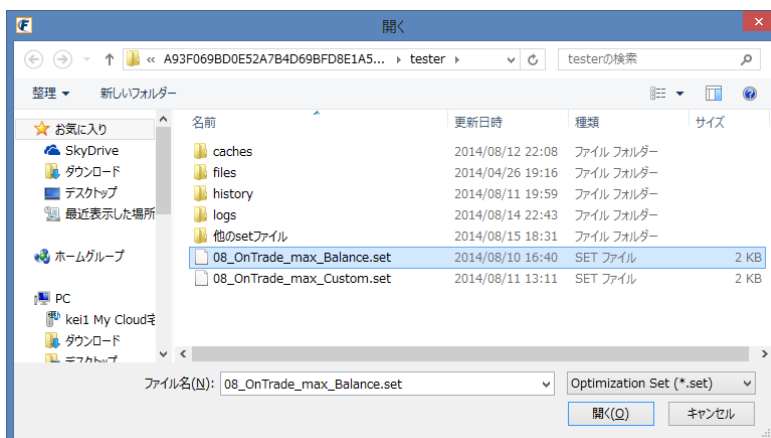 開く
« A93F069BD0E52A7B4D69BFD8E1A5... ▸ tester ▸
testerの検索
整理 ▼ 新しいフォルダー
名前 更新日時 種類 サイズ
お気に入り
SkyDrive
ダウンロード
デスクトップ
最近表示した場所
ホームグループ
PC
kei1 My Cloud宅
ダウンロード
デスクトップ
caches 2014/08/12 22:08 ファイル フォルダー
files 2014/04/26 19:16 ファイル フォルダー
history 2014/08/11 19:59 ファイル フォルダー
logs 2014/08/14 22:43 ファイル フォルダー
他のsetファイル 2014/08/15 18:31 ファイル フォルダー
08_OnTrade_max_Balance.set 2014/08/10 16:40 SET ファイル 2 KB
08_OnTrade_max_Custom.set 2014/08/11 13:11 SET ファイル 2 KB
ファイル名(N): 08_OnTrade_max_Balance.set
Optimization Set (*.set)
開く(O) キャンセル